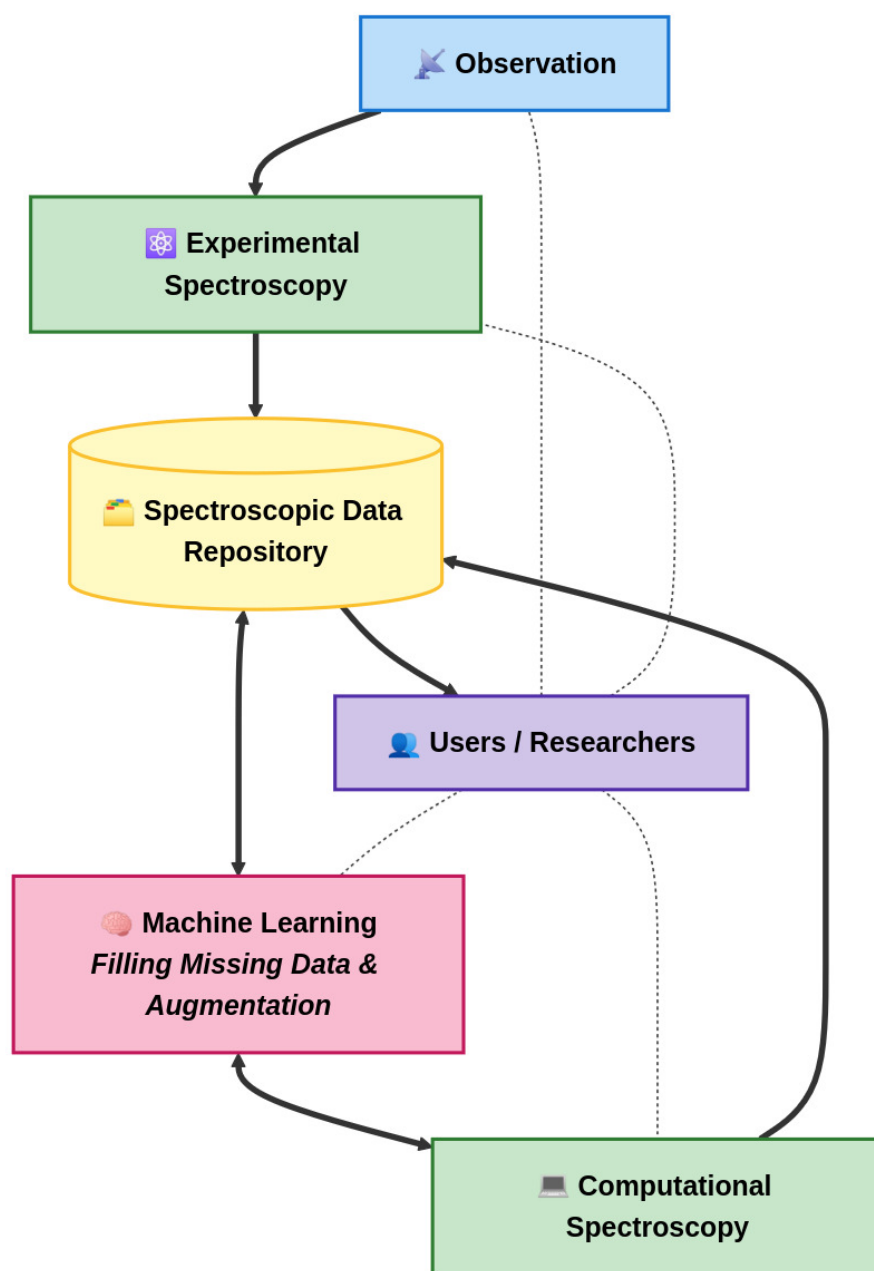 Observation
Experimental
Spectroscopy
Spectroscopic Data
Repository
Users / Researchers
Machine Learning
Filling Missing Data &
Augmentation
Computational
Spectroscopy